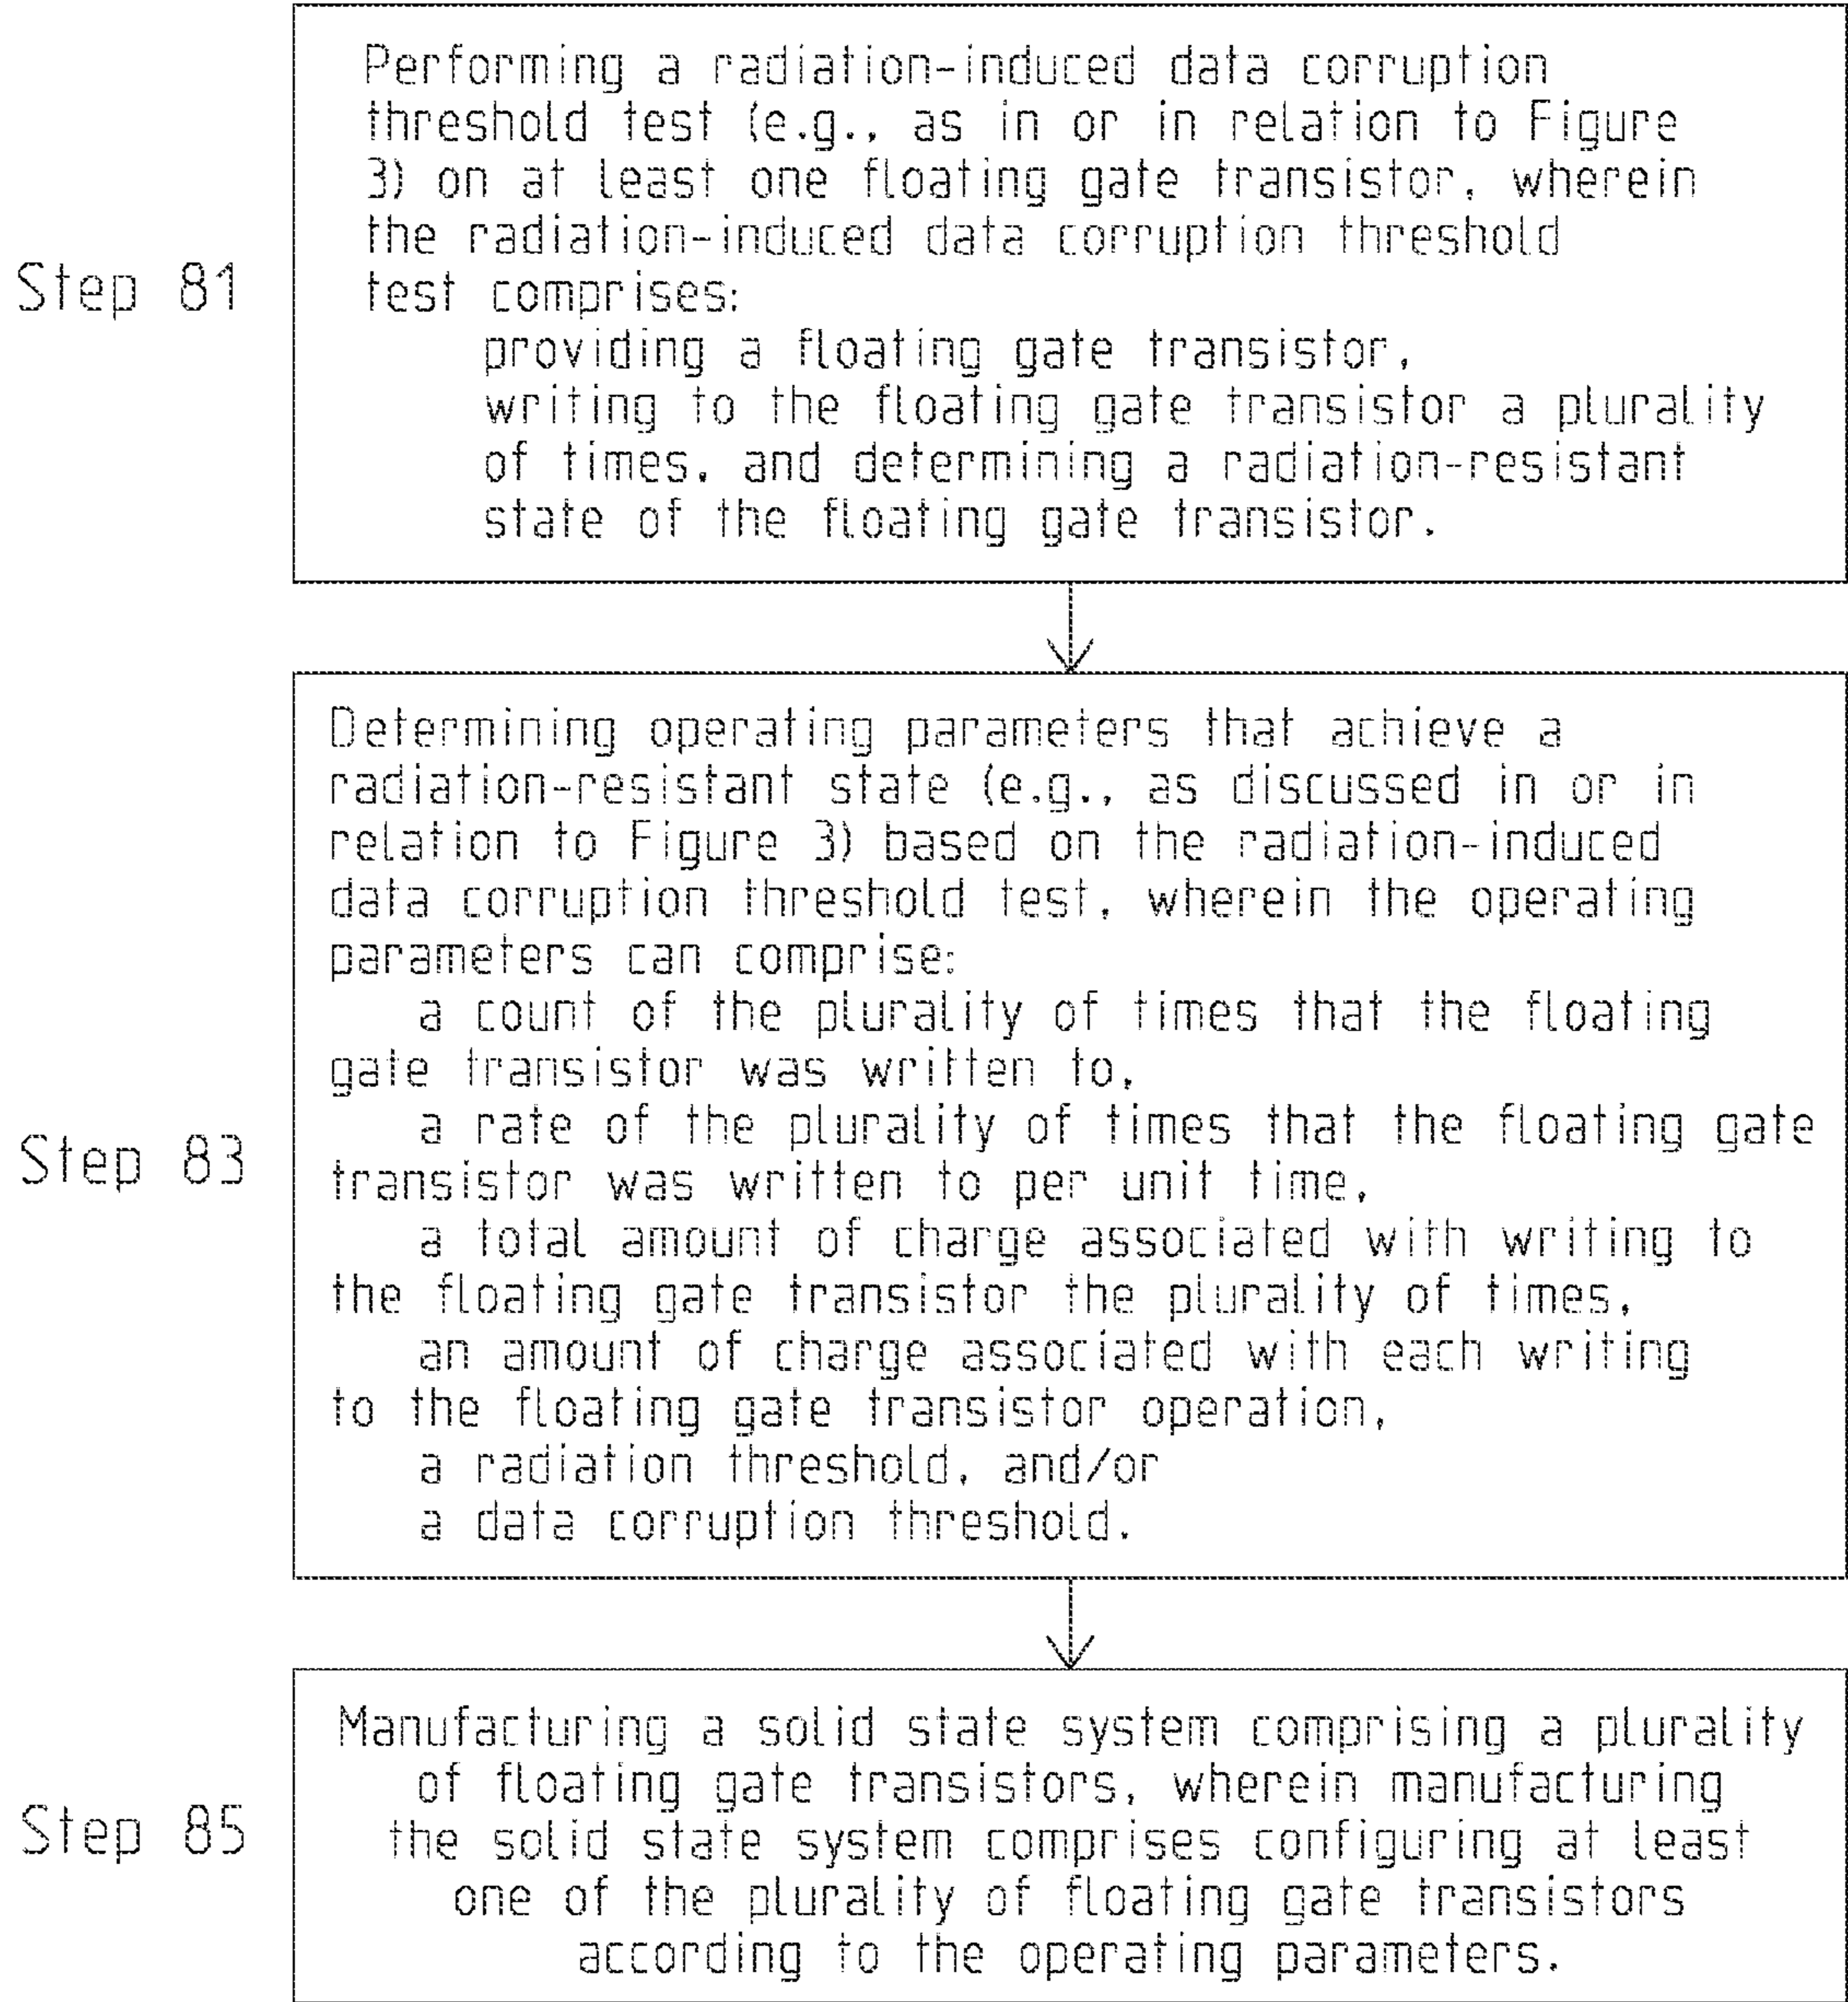 Step 81
Performing a radiation-induced data corruption
threshold test (e.g., as in or in relation to Figure
3) on at least one floating gate transistor, wherein
the radiation-induced data corruption threshold
test comprises:
providing a floating gate transistor,
writing to the floating gate transistor a plurality
of times, and determining a radiation-resistant
state of the floating gate transistor.
Step 83
Determining operating parameters that achieve a
radiation-resistant state (e.g., as discussed in or in
relation to Figure 3) based on the radiation-induced
data corruption threshold test, wherein the operating
parameters can comprise:
a count of the plurality of times that the floating
gate transistor was written to,
a rate of the plurality of times that the floating gate
transistor was written to per unit time,
a total amount of charge associated with writing to
the floating gate transistor the plurality of times,
an amount of charge associated with each writing
to the floating gate transistor operation,
a radiation threshold, and/or
a data corruption threshold.
Step 85
Manufacturing a solid state system comprising a plurality
of floating gate transistors, wherein manufacturing
the solid state system comprises configuring at least
one of the plurality of floating gate transistors
according to the operating parameters.